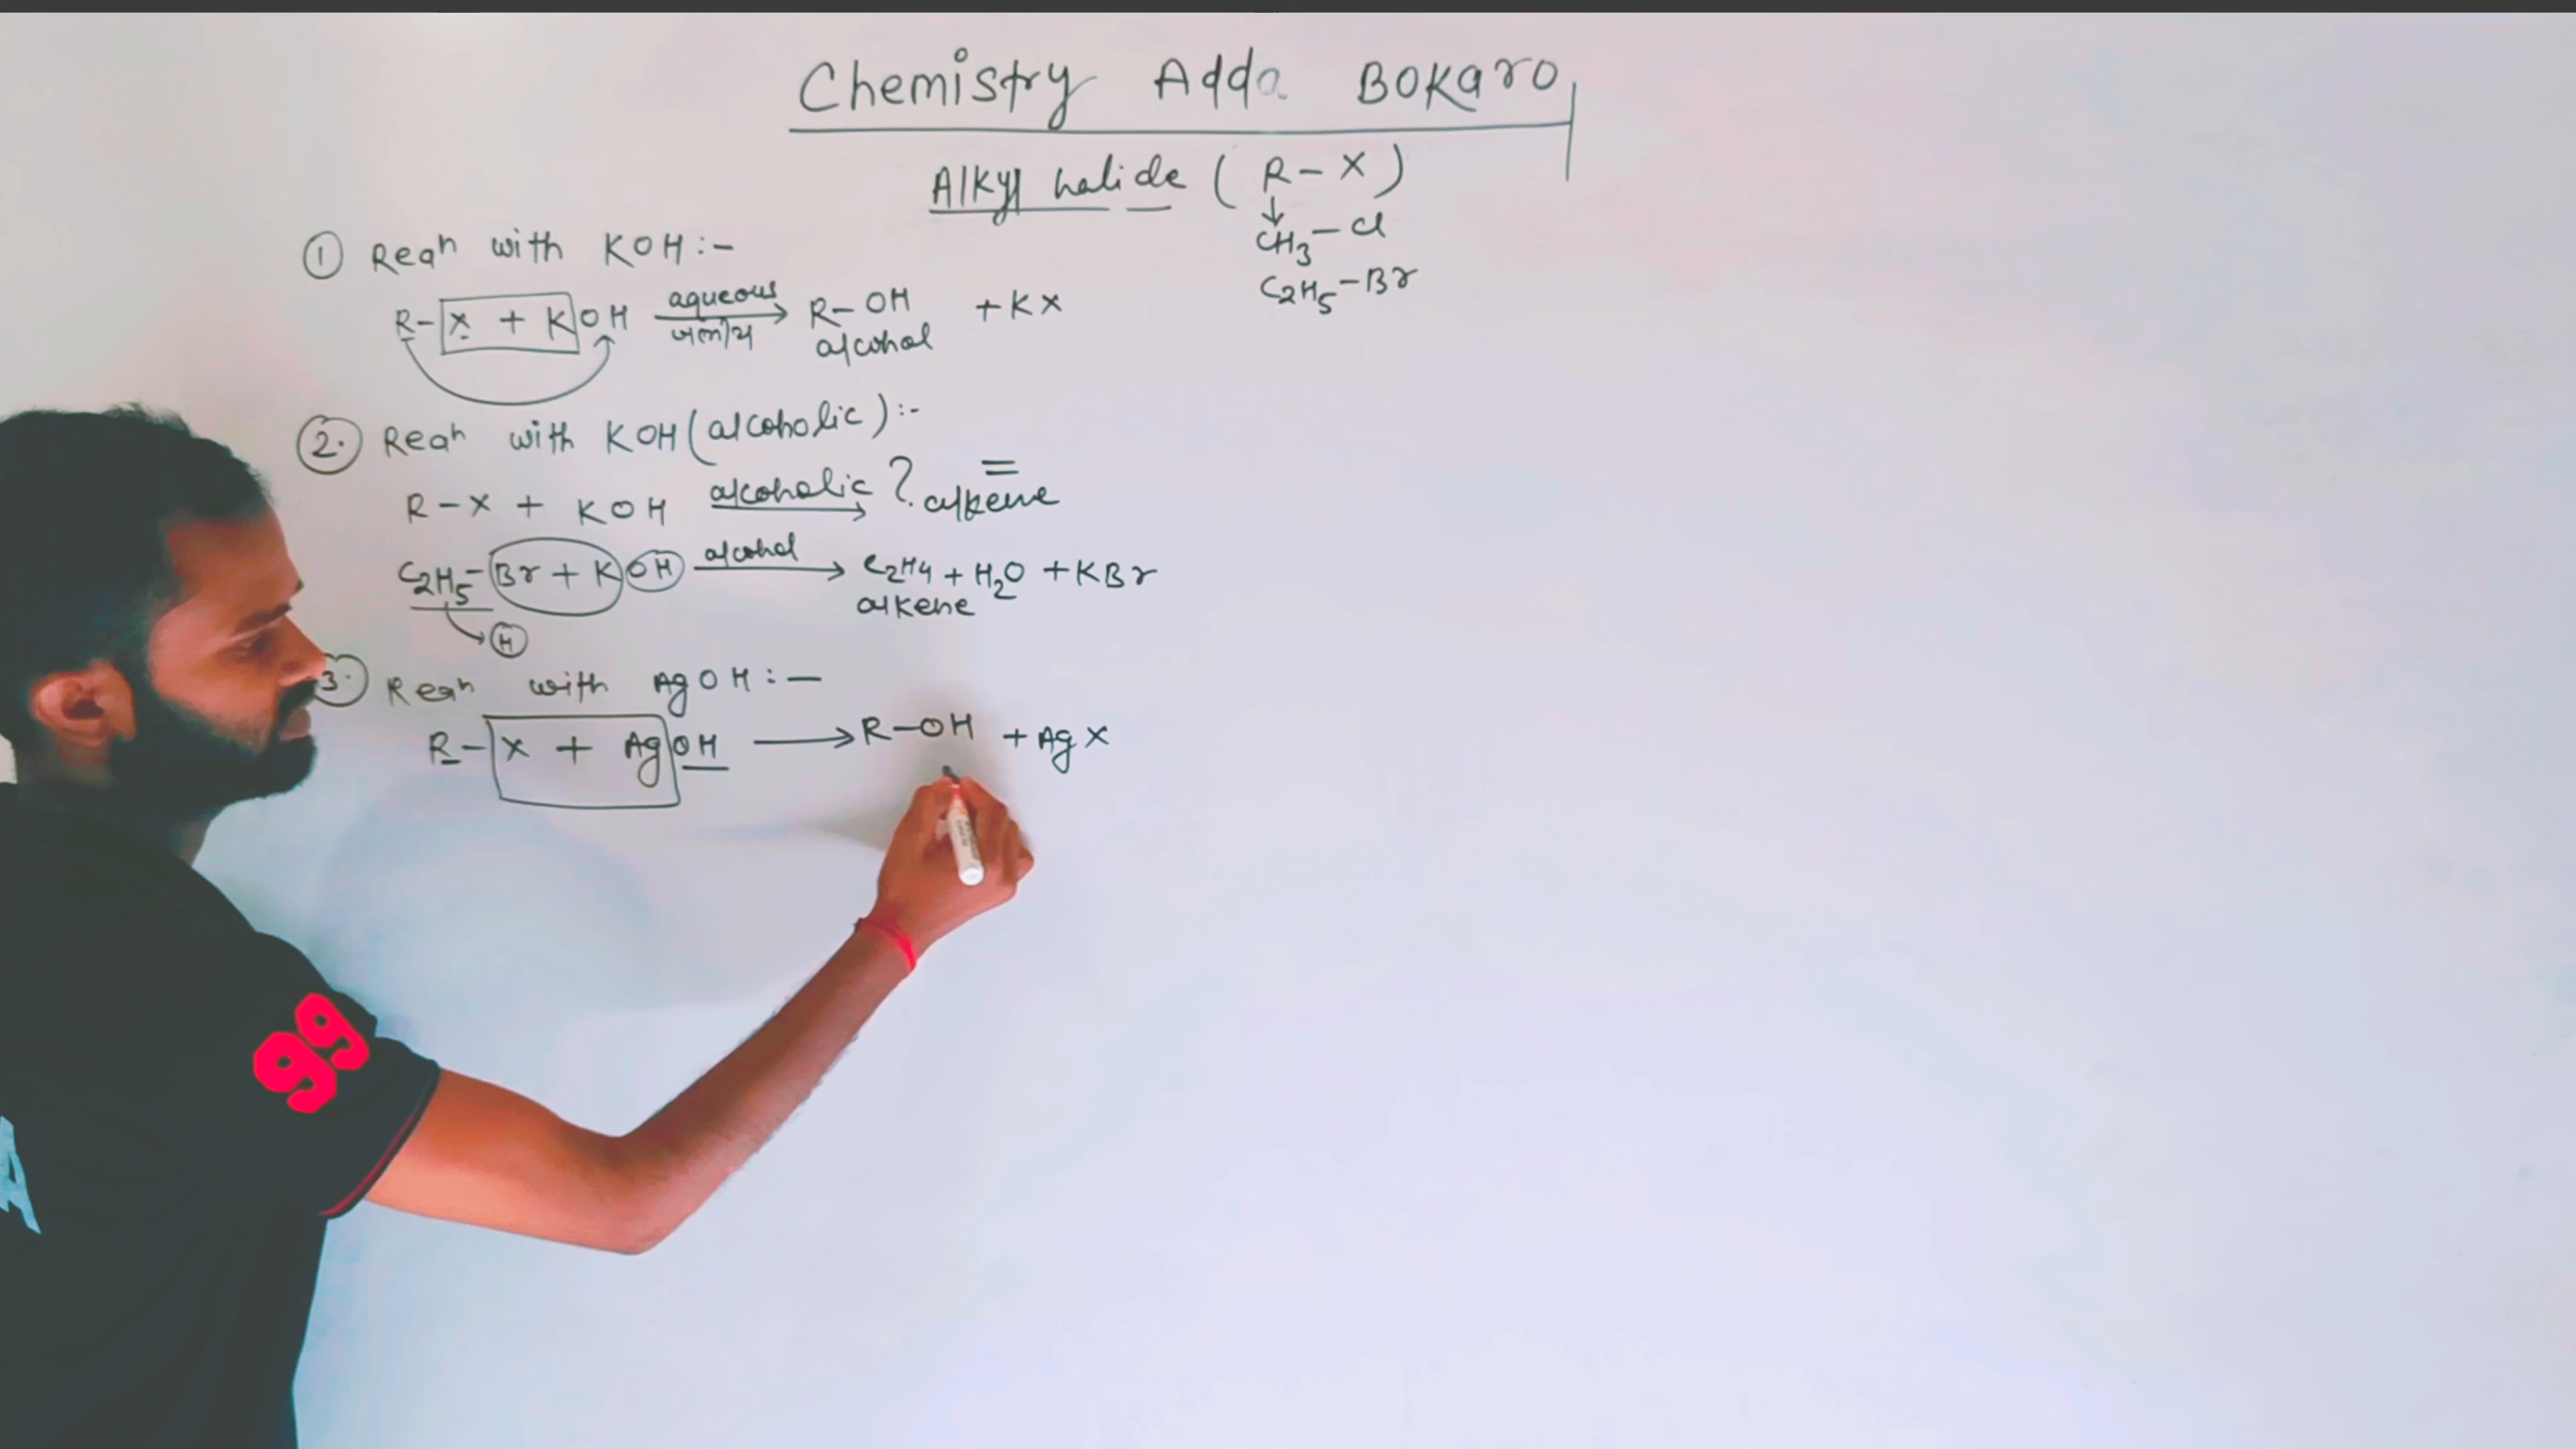 Chemistry Adda BOKARO
Alkyl halide ( R - X )
↓
CH3 - Cl
C2H5 - Br
① Reaⁿ with KOH :-
R - X + KOH aqueous → R - OH + KX
जलीय
alcohol
2. Reaⁿ with KOH (alcoholic) :-
R - X + KOH alcoholic → ? alkene =
C2H5 - Br + KOH alcohol → C2H4 + H2O + KBr
alkene
H
3. Reaⁿ with AgOH : -
R - X + AgOH → R - OH + AgX
99
A